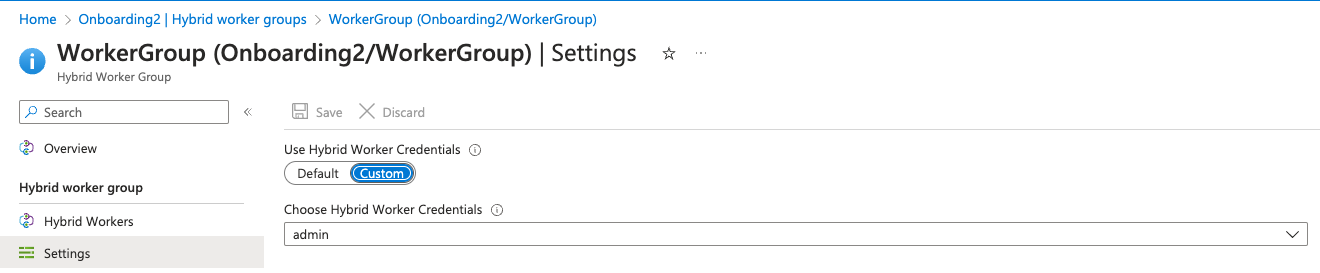 Home > Onboarding2 | Hybrid worker groups > WorkerGroup (Onboarding2/WorkerGroup)
WorkerGroup (Onboarding2/WorkerGroup) | Settings
Hybrid Worker Group
Search
Save Discard
Overview
Use Hybrid Worker Credentials
Default Custom
Hybrid worker group
Choose Hybrid Worker Credentials
Hybrid Workers
admin
Settings